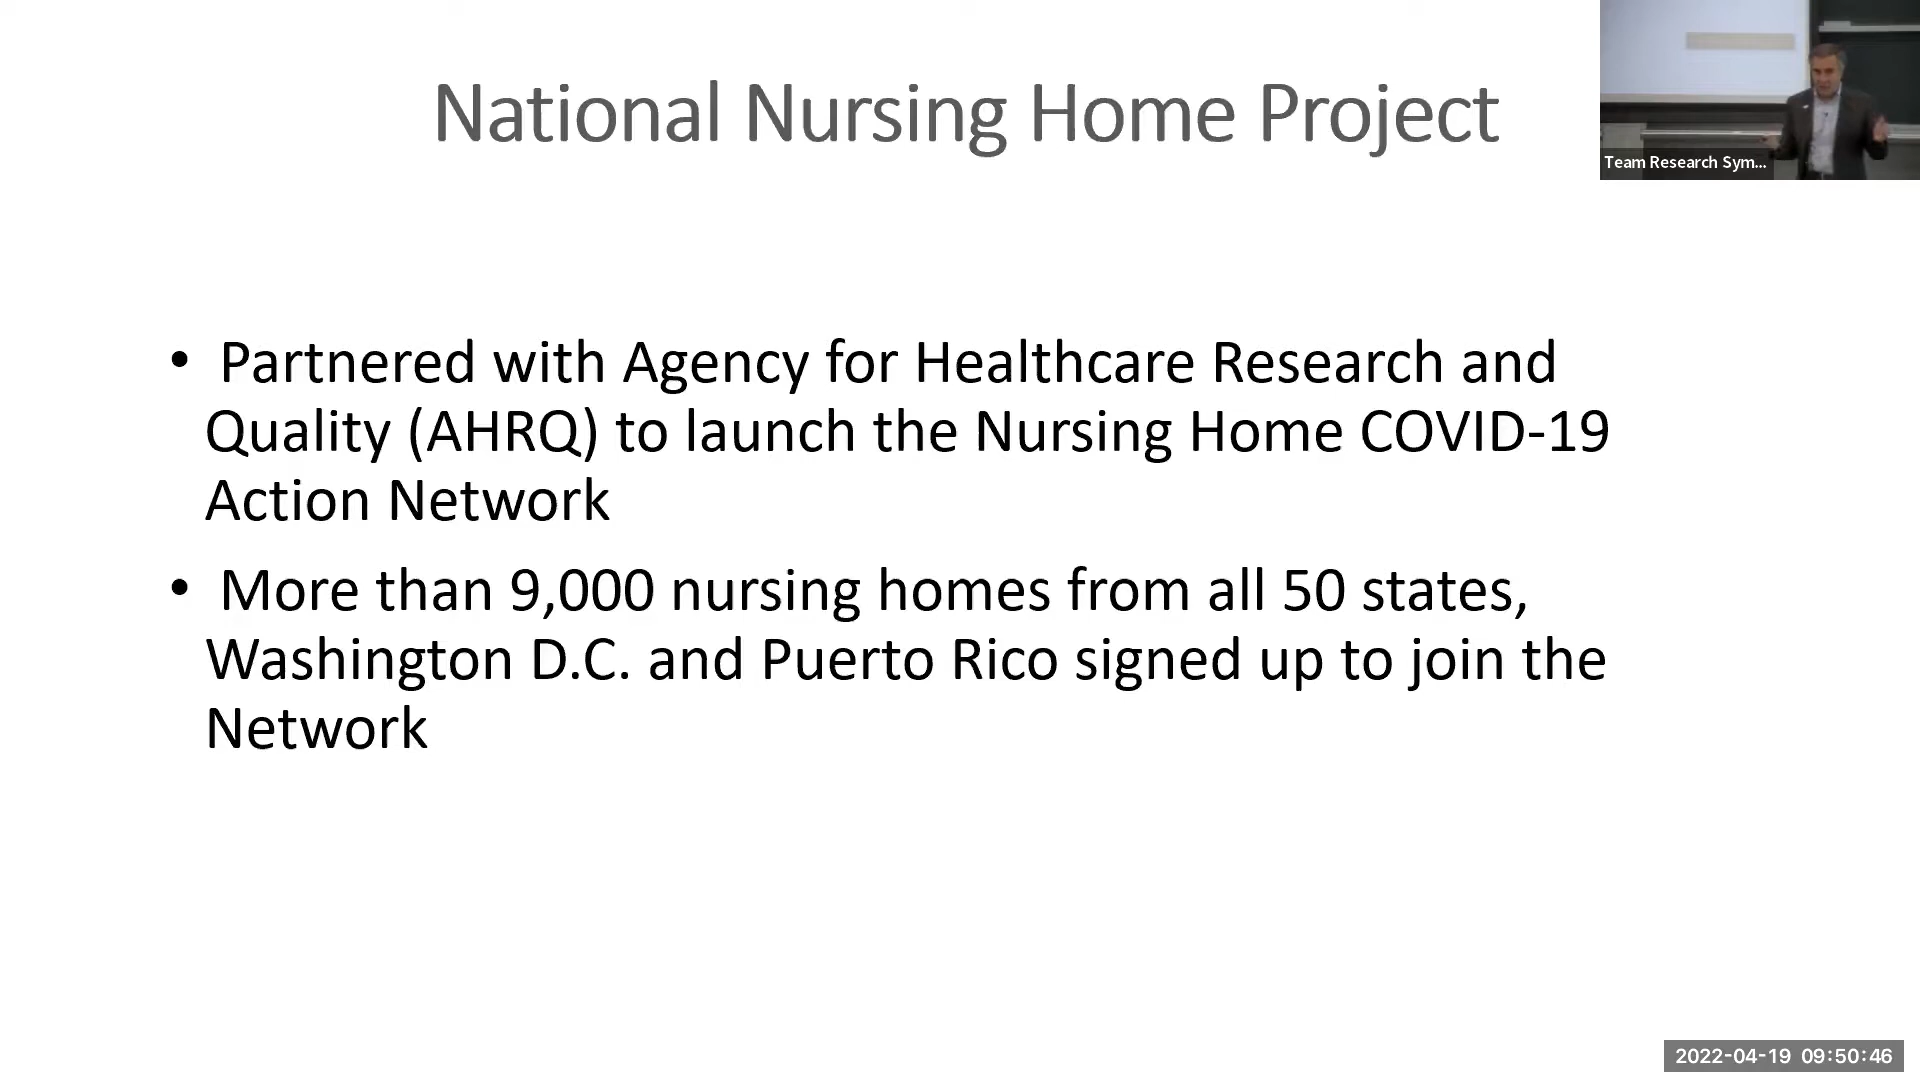 National Nursing Home Project
Team Research Sym...
• Partnered with Agency for Healthcare Research and
Quality (AHRQ) to launch the Nursing Home COVID-19
Action Network
• More than 9,000 nursing homes from all 50 states,
Washington D.C. and Puerto Rico signed up to join the
Network
2022-04-19 09:50:46